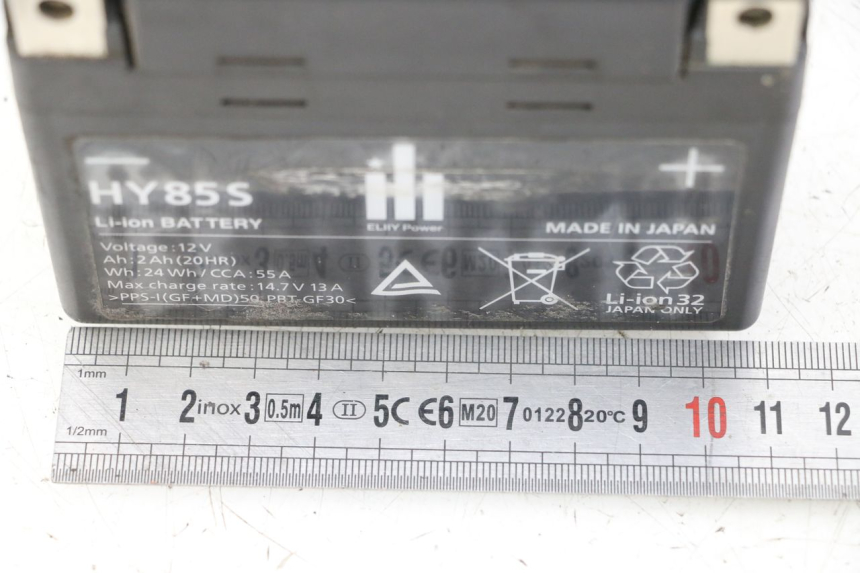 HY85S
Li-ion BATTERY
ELIIY Power
MADE IN JAPAN
Voltage:12V
Ah:2Ah(20HR)
Wh:24Wh/CCA:55A
Max charge rate:14.7V 13A
>PPS-I(GF+MD)50, PBT-GF30<
Li-ion 32
JAPAN ONLY
1mm
1 2 inox 3 0.5m 4 II 5C CE6 M20 7 0122 8 20°C 9 10 11 12
1/2mm